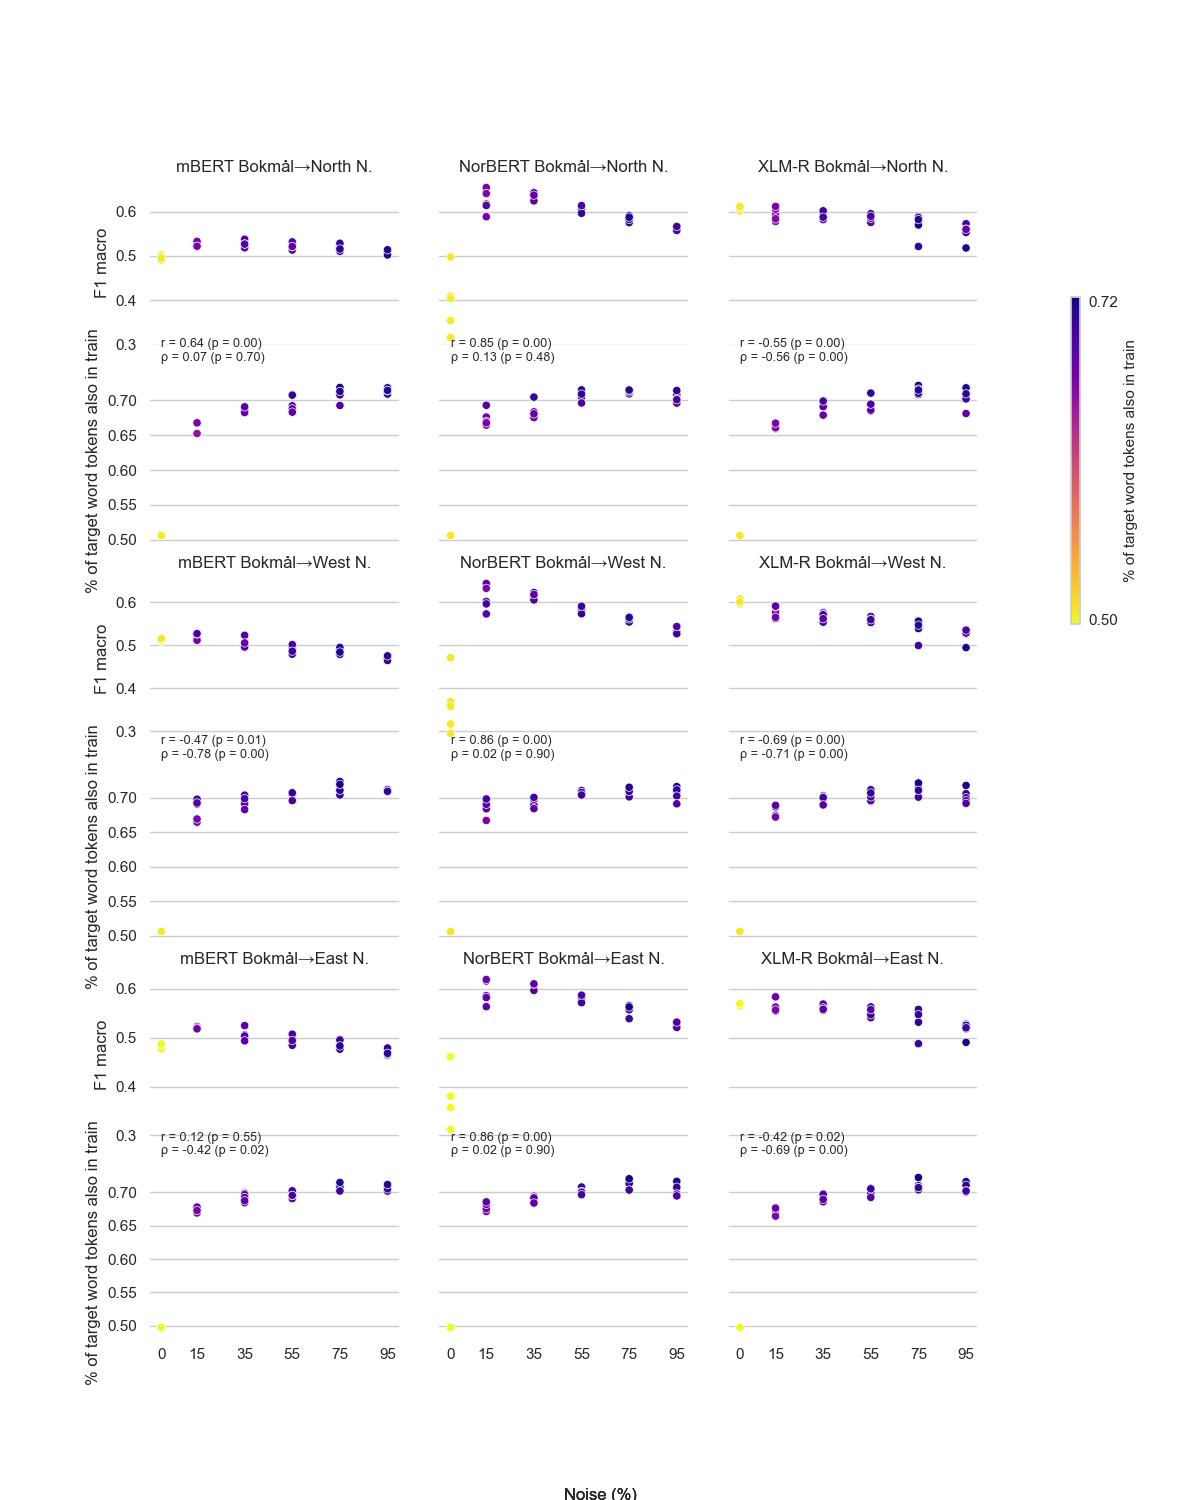 mBERT Bokmål→North N.
NorBERT Bokmål→North N.
XLM-R Bokmål→North N.
F1 macro
0.6
0.5
0.4
0.3
r = 0.64 (p = 0.00)
ρ = 0.07 (p = 0.70)
r = 0.85 (p = 0.00)
ρ = 0.13 (p = 0.48)
r = -0.55 (p = 0.00)
ρ = -0.56 (p = 0.00)
% of target word tokens also in train
0.70
0.65
0.60
0.55
0.50
mBERT Bokmål→West N.
NorBERT Bokmål→West N.
XLM-R Bokmål→West N.
F1 macro
0.6
0.5
0.4
0.3
r = -0.47 (p = 0.01)
ρ = -0.78 (p = 0.00)
r = 0.86 (p = 0.00)
ρ = 0.02 (p = 0.90)
r = -0.69 (p = 0.00)
ρ = -0.71 (p = 0.00)
% of target word tokens also in train
0.70
0.65
0.60
0.55
0.50
mBERT Bokmål→East N.
NorBERT Bokmål→East N.
XLM-R Bokmål→East N.
F1 macro
0.6
0.5
0.4
0.3
r = 0.12 (p = 0.55)
ρ = -0.42 (p = 0.02)
r = 0.86 (p = 0.00)
ρ = 0.02 (p = 0.90)
r = -0.42 (p = 0.02)
ρ = -0.69 (p = 0.00)
% of target word tokens also in train
0.70
0.65
0.60
0.55
0.50
0 15 35 55 75 95
0 15 35 55 75 95
0 15 35 55 75 95
Noise (%)
0.72
% of target word tokens also in train
0.50